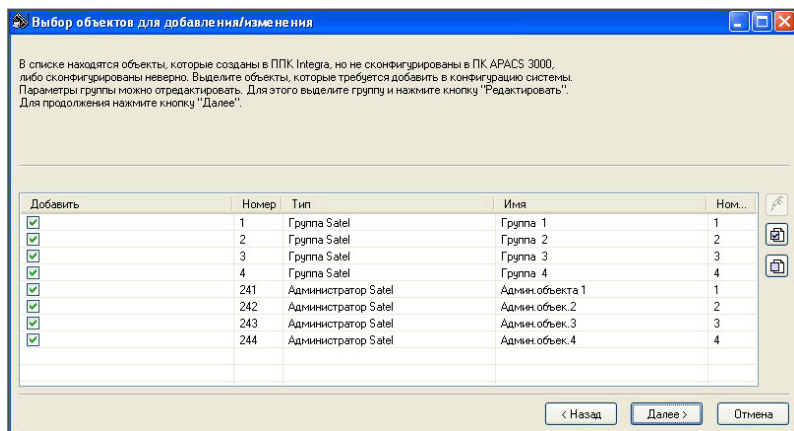 Выбор объектов для добавления/изменения
В списке находятся объекты, которые созданы в ППК Integra, но не сконфигурированы в ПК APACS 3000,
либо сконфигурированы неверно. Выделите объекты, которые требуется добавить в конфигурацию системы.
Параметры группы можно отредактировать. Для этого выделите группу и нажмите кнопку "Редактировать".
Для продолжения нажмите кнопку "Далее".
Добавить Номер Тип Имя Ном...
1 Группа Satel Группа 1 1
2 Группа Satel Группа 2 2
3 Группа Satel Группа 3 3
4 Группа Satel Группа 4 4
241 Администратор Satel Админ.объекта 1 1
242 Администратор Satel Админ.объек.2 2
243 Администратор Satel Админ.объек.3 3
244 Администратор Satel Админ.объек.4 4
< Назад Далее > Отмена